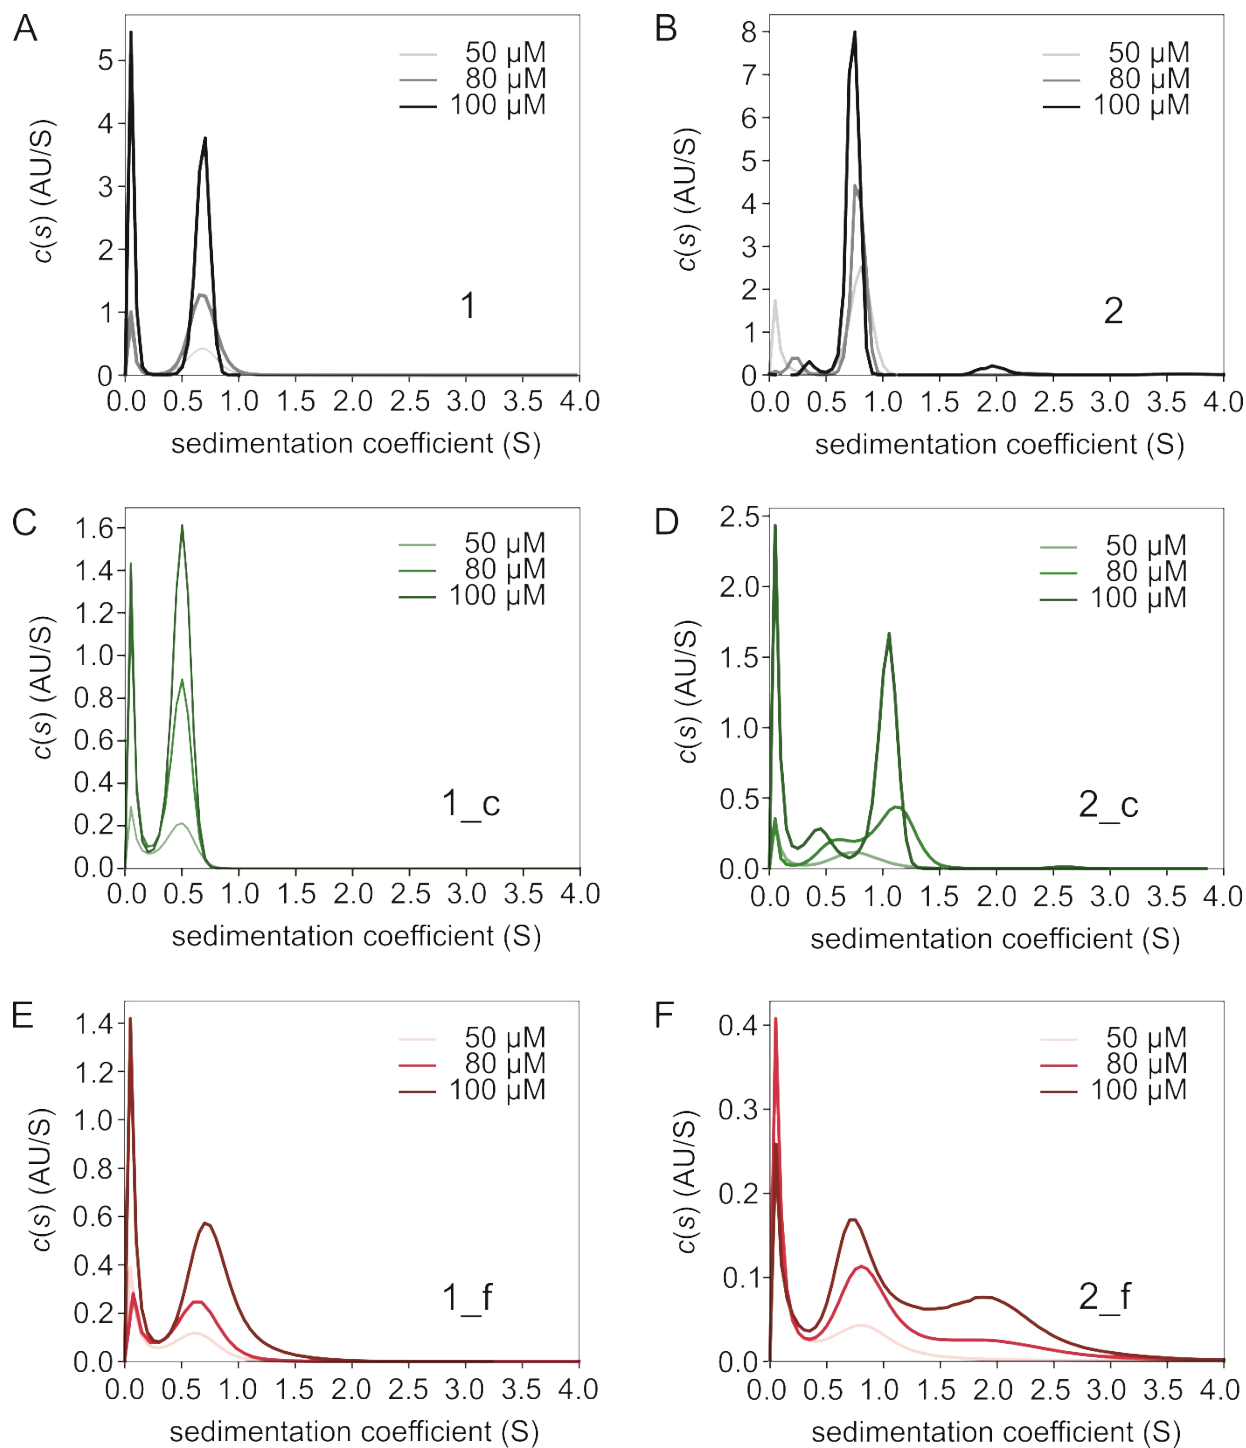 A
c(s) (AU/S)
5
4
3
2
1
0
50 µM
80 µM
100 µM
1
0.0 0.5 1.0 1.5 2.0 2.5 3.0 3.5 4.0
sedimentation coefficient (S)
B
c(s) (AU/S)
8
7
6
5
4
3
2
1
0
50 µM
80 µM
100 µM
2
0.0 0.5 1.0 1.5 2.0 2.5 3.0 3.5 4.0
sedimentation coefficient (S)
C
c(s) (AU/S)
1.6
1.4
1.2
1.0
0.8
0.6
0.4
0.2
0.0
50 µM
80 µM
100 µM
1_c
0.0 0.5 1.0 1.5 2.0 2.5 3.0 3.5 4.0
sedimentation coefficient (S)
D
c(s) (AU/S)
2.5
2.0
1.5
1.0
0.5
0.0
50 µM
80 µM
100 µM
2_c
0.0 0.5 1.0 1.5 2.0 2.5 3.0 3.5 4.0
sedimentation coefficient (S)
E
c(s) (AU/S)
1.4
1.2
1.0
0.8
0.6
0.4
0.2
0.0
50 µM
80 µM
100 µM
1_f
0.0 0.5 1.0 1.5 2.0 2.5 3.0 3.5 4.0
sedimentation coefficient (S)
F
c(s) (AU/S)
0.4
0.3
0.2
0.1
0.0
50 µM
80 µM
100 µM
2_f
0.0 0.5 1.0 1.5 2.0 2.5 3.0 3.5 4.0
sedimentation coefficient (S)